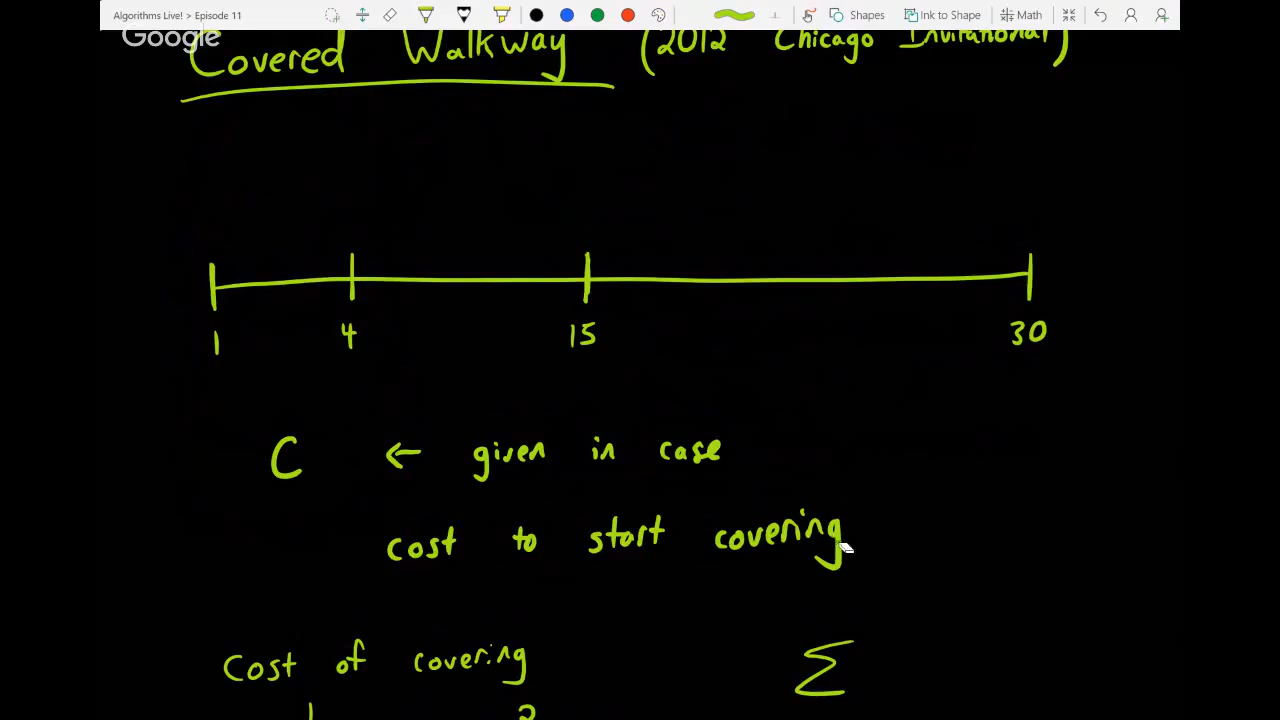 Algorithms Live! > Episode 11
Shapes Ink to Shape Math
Google
Covered Walkway (2012 Chicago Invitational)
1 4 15 30
C ← given in case
cost to start covering
Cost of covering Σ